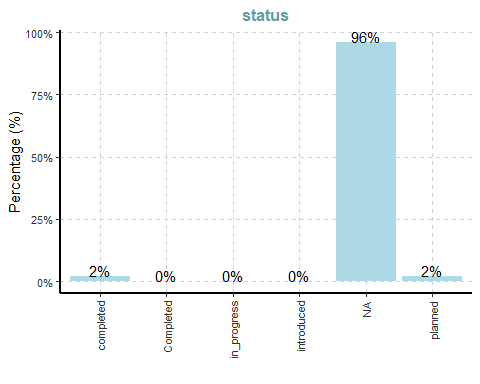 status
Percentage (%)
100%
75%
50%
25%
0%
2%
0%
0%
0%
96%
2%
completed
Completed
in_progress
introduced
NA
planned